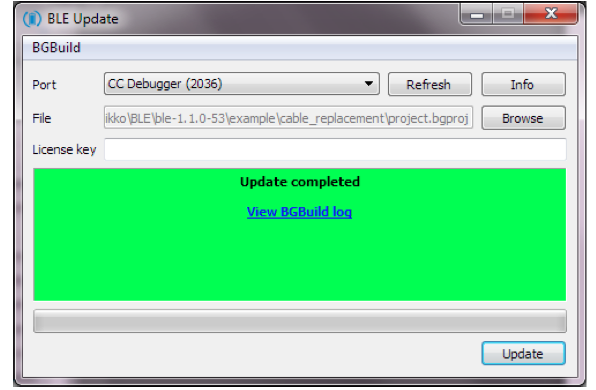 BLE Update
BGBuild
Port CC Debugger (2036) Refresh Info
File ikko\BLE\ble-1.1.0-53\example\cable_replacement\project.bgproj Browse
License key
Update completed
View BGBuild log
Update